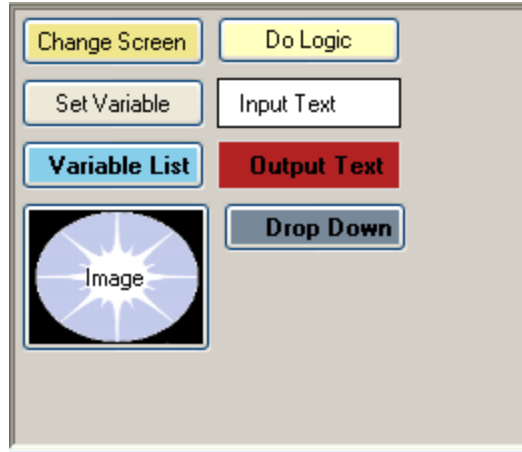 Change Screen
Do Logic
Set Variable
Input Text
Variable List
Output Text
Image
Drop Down